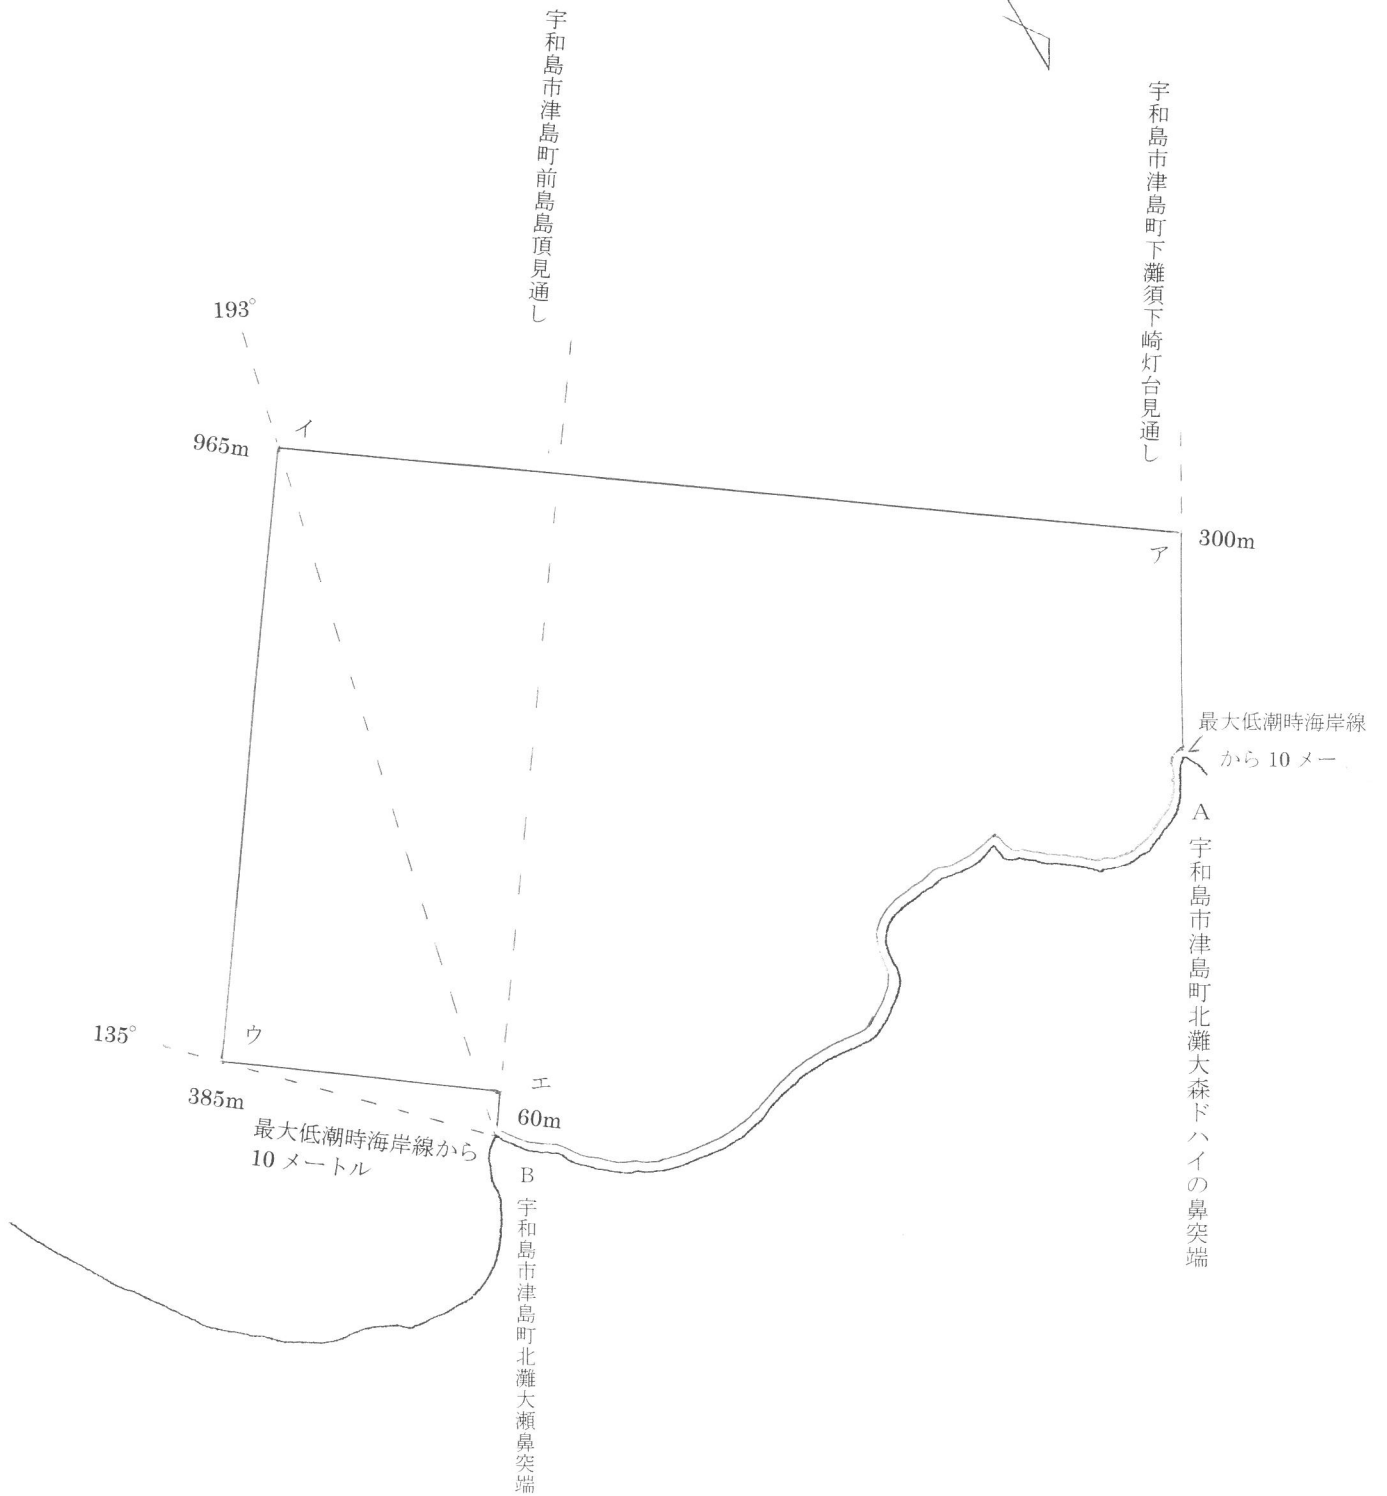 宇和島市津島町前島島頂見通し
宇和島市津島町下灘須下崎灯台見通し
193°
イ
965m
ア
300m
最大低潮時海岸線
から 10 メー
A
宇和島市津島町北灘大森ドハイの鼻突端
135°
ウ
385m
エ
60m
最大低潮時海岸線から
10 メートル
B
宇和島市津島町北灘大瀬鼻突端